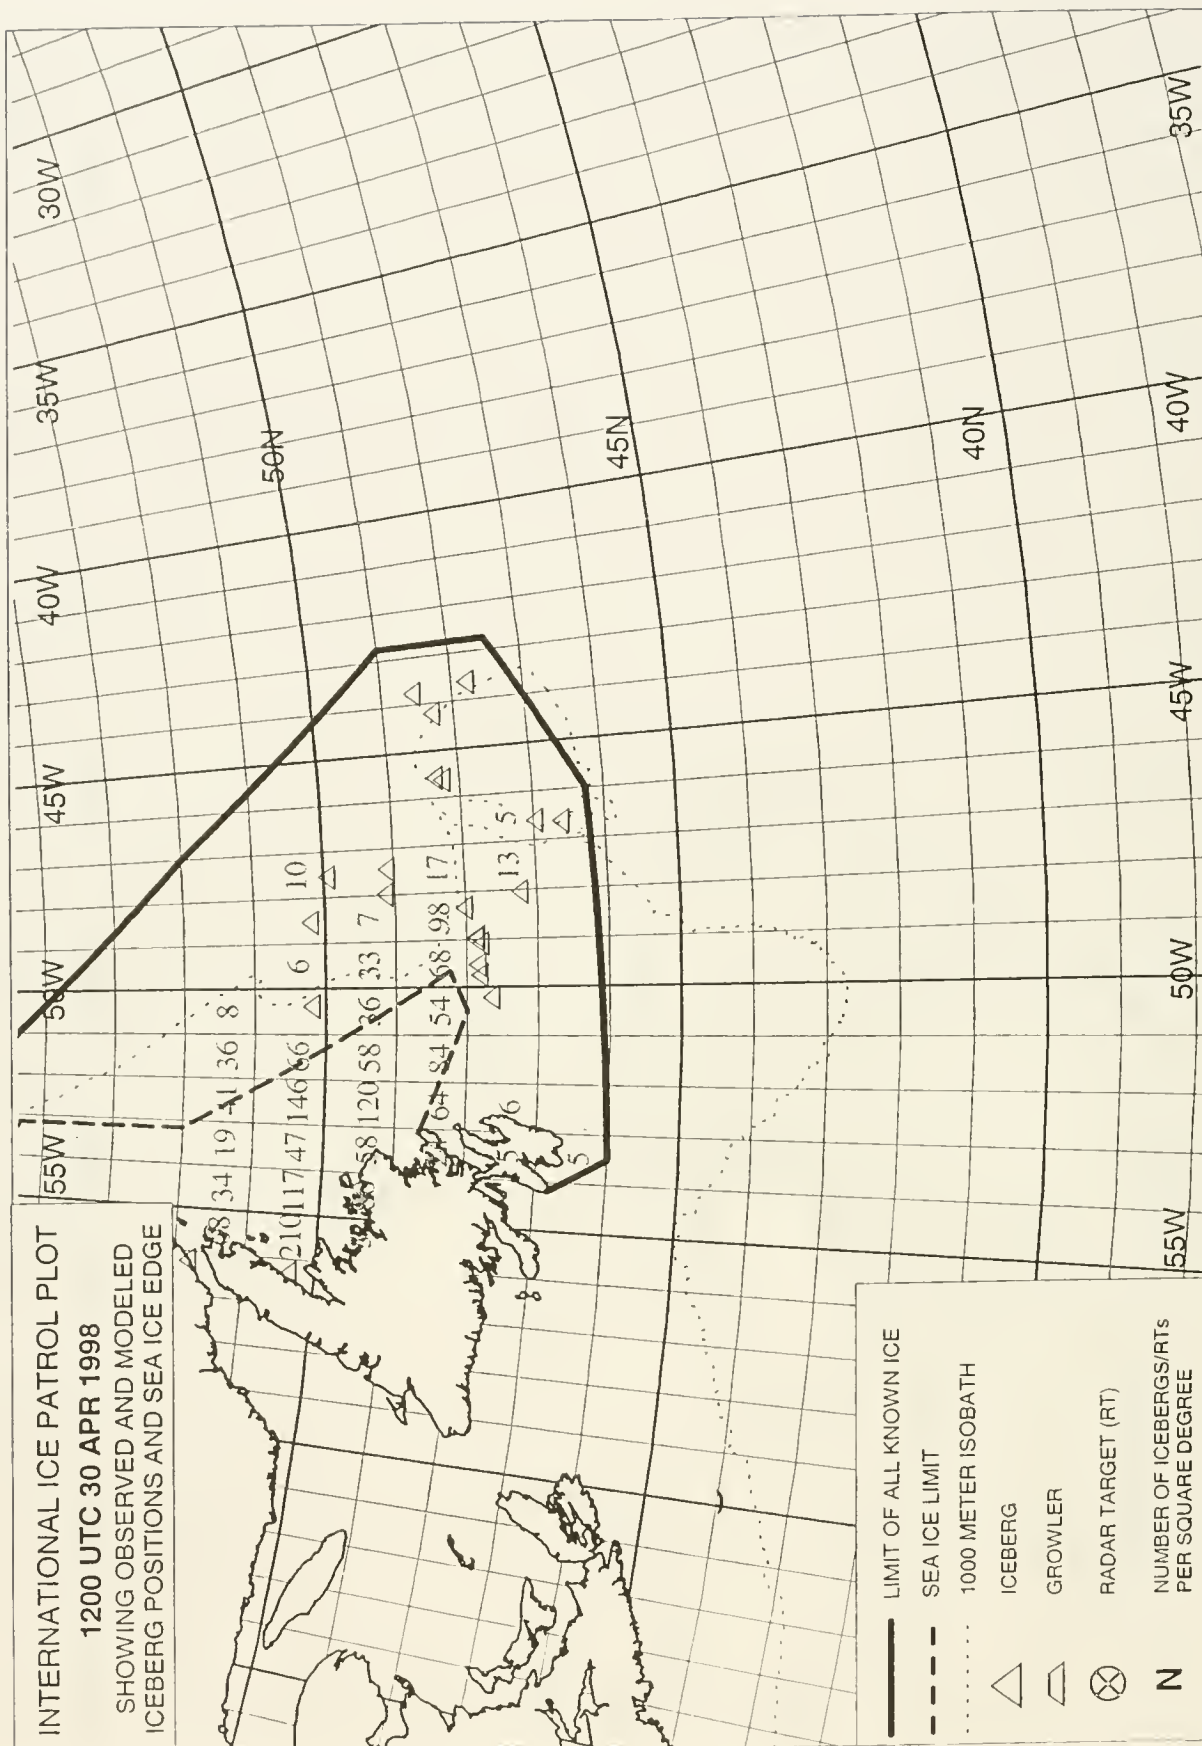 INTERNATIONAL ICE PATROL PLOT
1200 UTC 30 APR 1998
SHOWING OBSERVED AND MODELED
ICEBERG POSITIONS AND SEA ICE EDGE
55W
50W
45W
40W
35W
30W
50N
45N
40N
34 19 41 36 8
210 117 47 146 66 6 10
58 120 58 36 33 7
64 84 54 68 98 17
5 6 13 5
5
55W
50W
45W
40W
35W
LIMIT OF ALL KNOWN ICE
SEA ICE LIMIT
1000 METER ISOBATH
ICEBERG
GROWLER
RADAR TARGET (RT)
N NUMBER OF ICEBERGS/RTs
PER SQUARE DEGREE